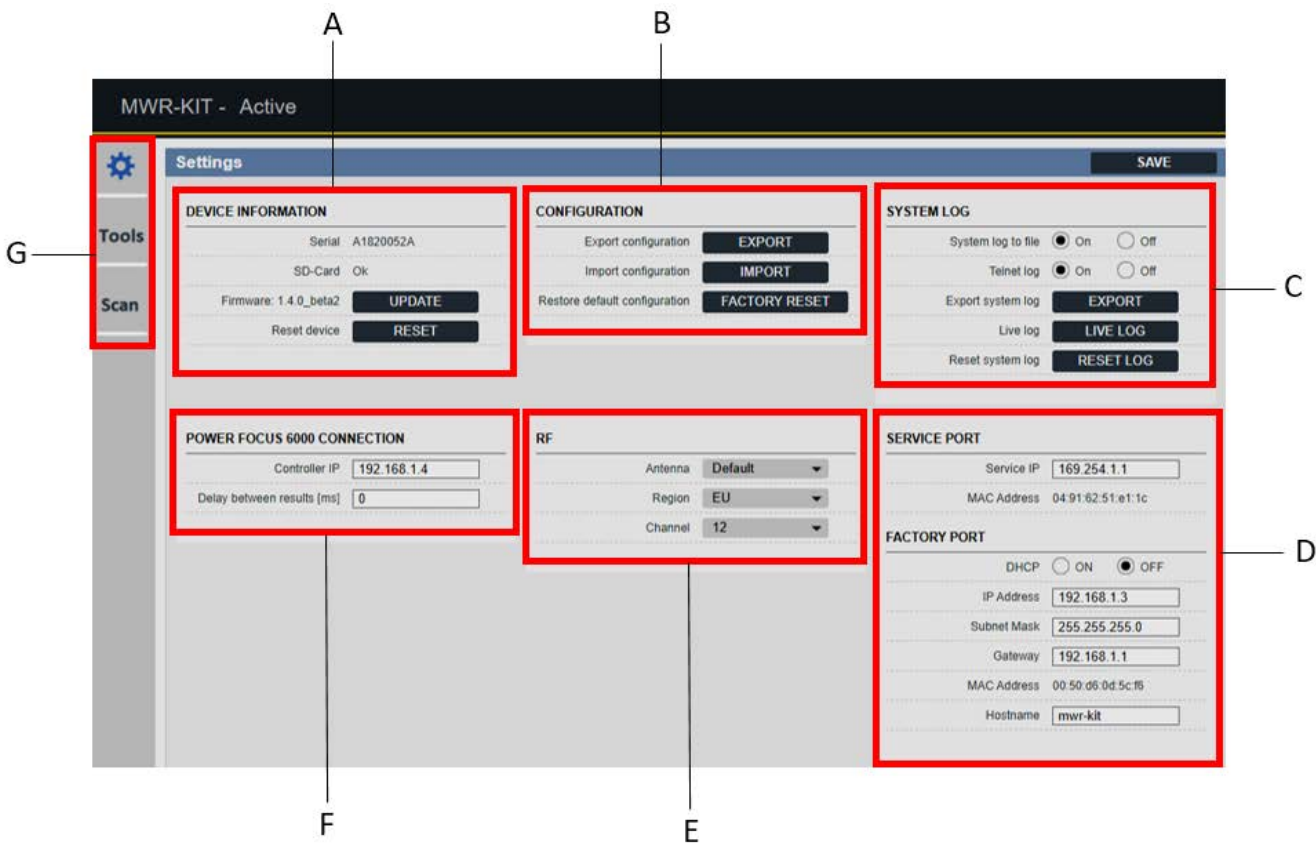 A
B
MWR-KIT - Active
Settings
SAVE
DEVICE INFORMATION
Serial A1820052A
SD-Card Ok
Firmware: 1.4.0_beta2 UPDATE
Reset device RESET
CONFIGURATION
Export configuration EXPORT
Import configuration IMPORT
Restore default configuration FACTORY RESET
SYSTEM LOG
System log to file On Off
Telnet log On Off
Export system log EXPORT
Live log LIVE LOG
Reset system log RESET LOG
C
G
Tools
Scan
POWER FOCUS 6000 CONNECTION
Controller IP 192.168.1.4
Delay between results [ms] 0
RF
Antenna Default
Region EU
Channel 12
SERVICE PORT
Service IP 169.254.1.1
MAC Address 04:91:62:51:e1:1c
FACTORY PORT
DHCP ON OFF
IP Address 192.168.1.3
Subnet Mask 255.255.255.0
Gateway 192.168.1.1
MAC Address 00:50:d6:0d:5c:f6
Hostname mwr-kit
D
F
E